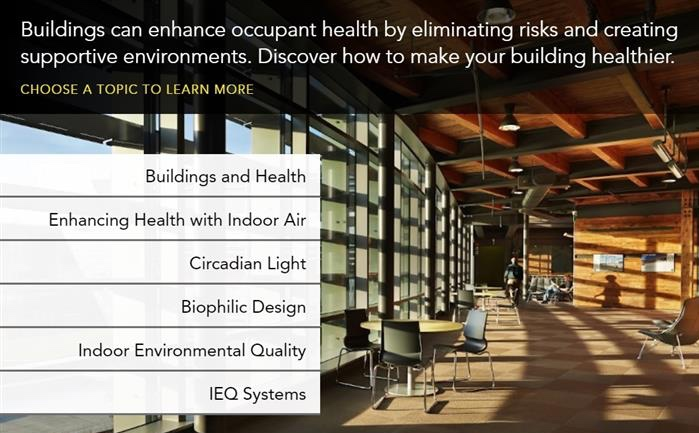 Buildings can enhance occupant health by eliminating risks and creating
supportive environments. Discover how to make your building healthier.
CHOOSE A TOPIC TO LEARN MORE
Buildings and Health
Enhancing Health with Indoor Air
Circadian Light
Biophilic Design
Indoor Environmental Quality
IEQ Systems